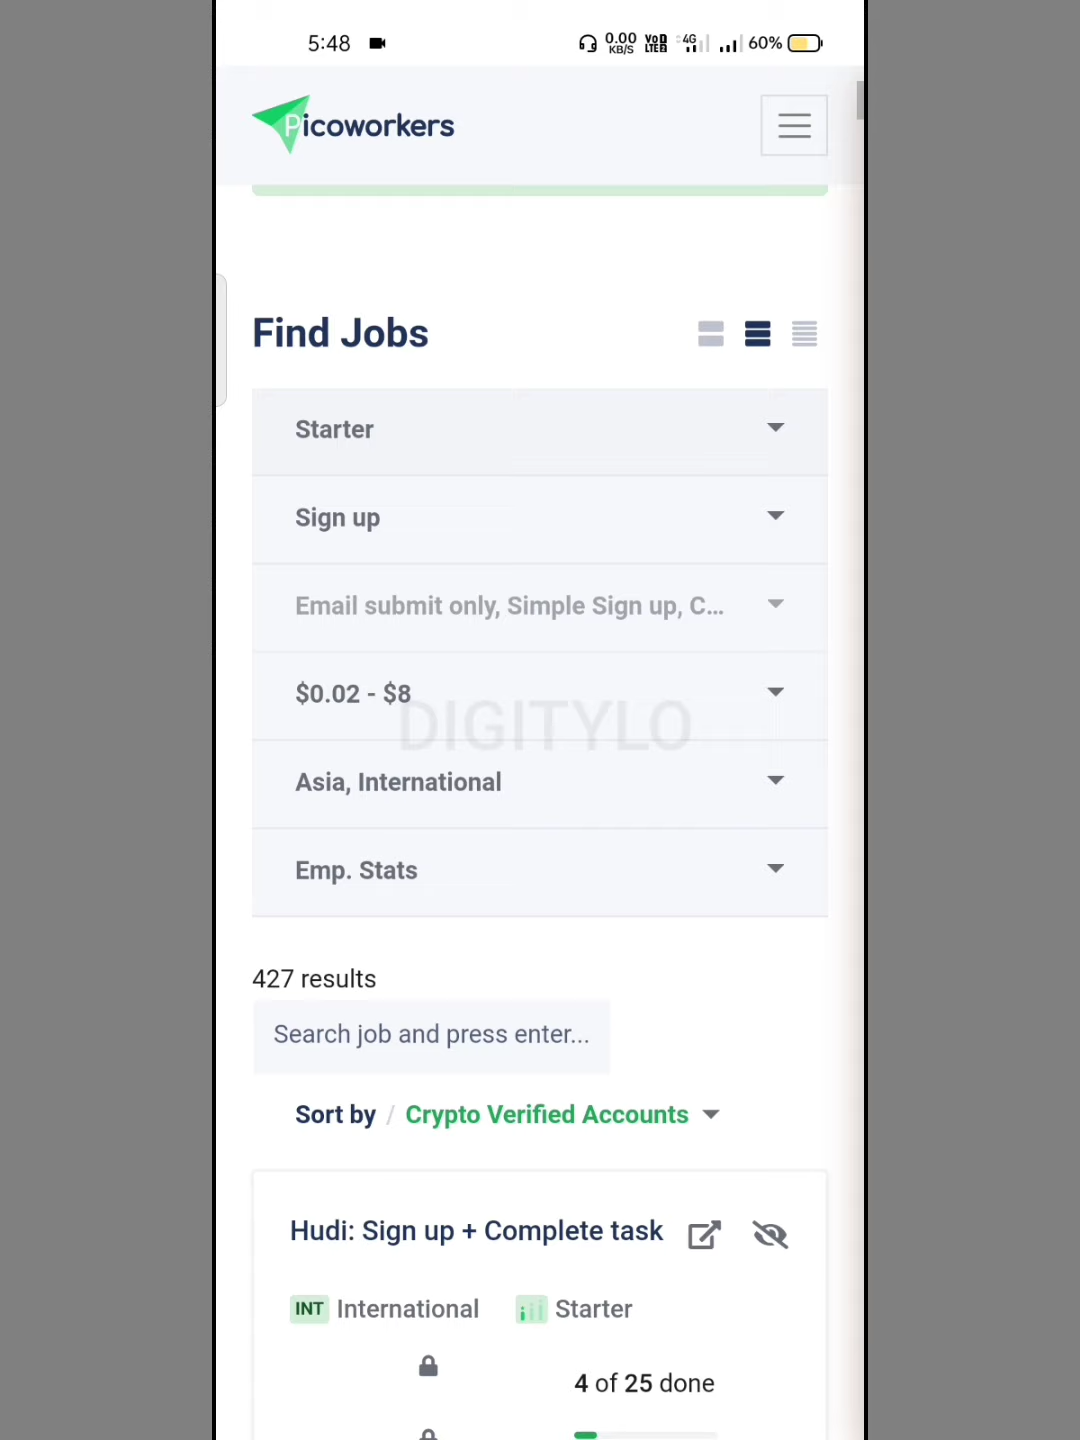 5:48 0.00 KB/S VoD LTE2 4G 60%
Picoworkers
Find Jobs
Starter
Sign up
Email submit only, Simple Sign up, C...
$0.02 - $8
DIGITYLO
Asia, International
Emp. Stats
427 results
Search job and press enter...
Sort by / Crypto Verified Accounts
Hudi: Sign up + Complete task
INT International Starter
4 of 25 done